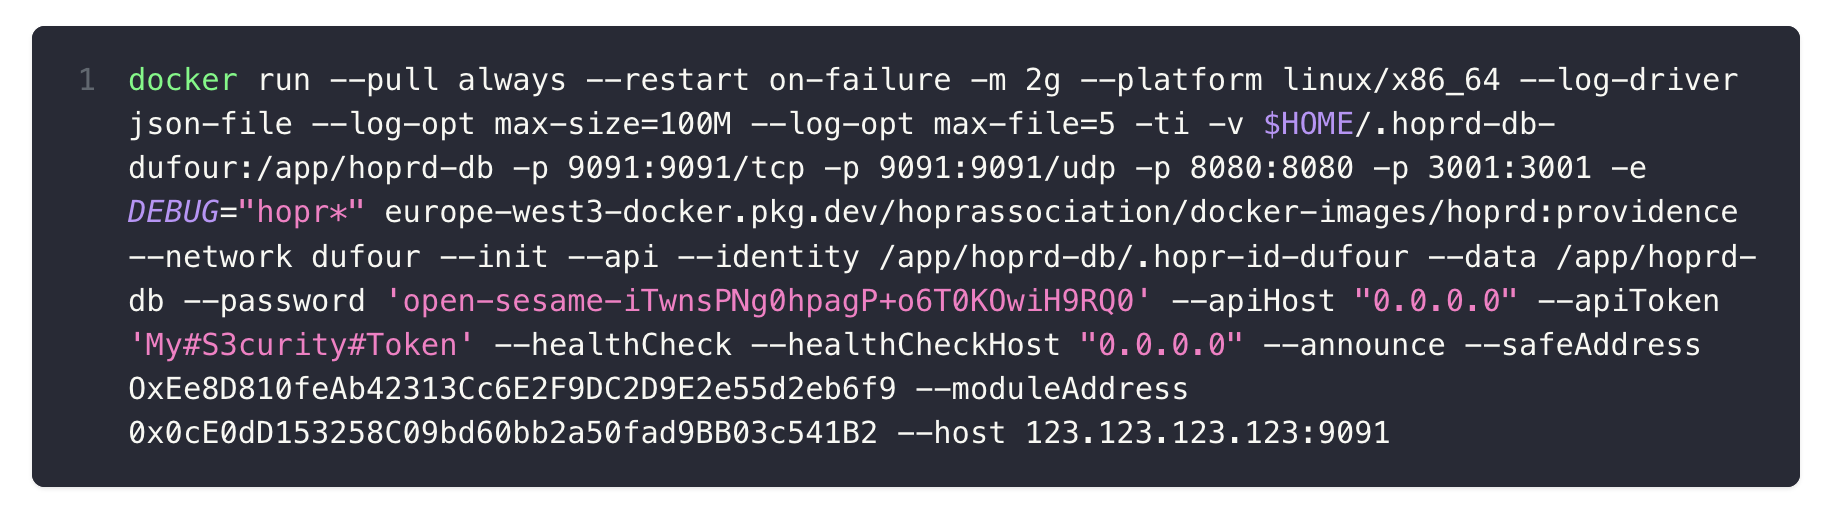 1 docker run --pull always --restart on-failure -m 2g --platform linux/x86_64 --log-driver
json-file --log-opt max-size=100M --log-opt max-file=5 -ti -v $HOME/.hoprd-db-
dufour:/app/hoprd-db -p 9091:9091/tcp -p 9091:9091/udp -p 8080:8080 -p 3001:3001 -e
DEBUG="hopr*" europe-west3-docker.pkg.dev/hoprassociation/docker-images/hoprd:providence
--network dufour --init --api --identity /app/hoprd-db/.hopr-id-dufour --data /app/hoprd-
db --password 'open-sesame-iTwnsPNg0hpagP+o6T0KOwiH9RQ0' --apiHost "0.0.0.0" --apiToken
'My#S3curity#Token' --healthCheck --healthCheckHost "0.0.0.0" --announce --safeAddress
OxEe8D810feAb42313Cc6E2F9DC2D9E2e55d2eb6f9 --moduleAddress
0x0cE0dD153258C09bd60bb2a50fad9BB03c541B2 --host 123.123.123.123:9091